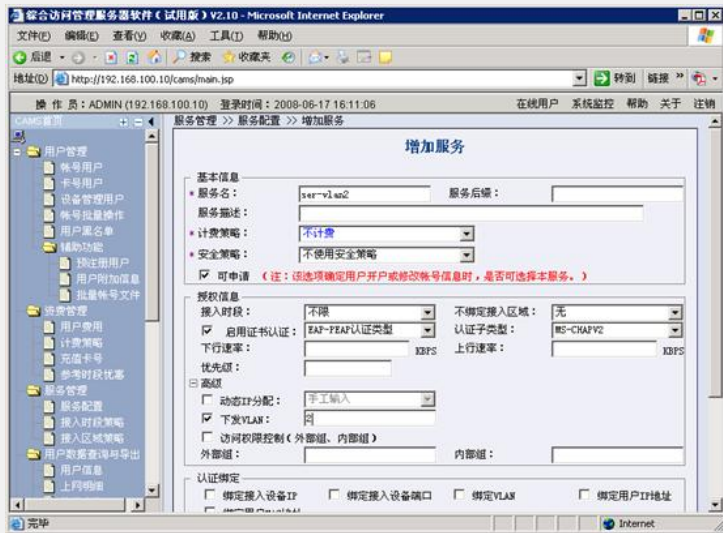 综合访问管理服务器软件（试用版）V2.10 - Microsoft Internet Explorer
文件(F) 编辑(E) 查看(V) 收藏(A) 工具(T) 帮助(H)
后退 搜索 收藏夹
地址(D) http://192.168.100.10/cams/main.jsp 转到 链接 »
操 作 员：ADMIN (192.168.100.10) 登录时间：2008-06-17 16:11:06 在线用户 系统监控 帮助 关于 注销
CAMS首页 服务管理 >> 服务配置 >> 增加服务
用户管理
帐号用户
卡号用户
设备管理用户
帐号批量操作
用户黑名单
辅助功能
预注册用户
用户附加信息
批量帐号文件
资费管理
用户费用
计费策略
充值卡号
参考时段优惠
服务管理
服务配置
接入时段策略
接入区域策略
用户数据查询与导出
用户信息
上网明细
增加服务
基本信息
* 服务名： ser-vlan2 服务后缀：
服务描述：
* 计费策略： 不计费
* 安全策略： 不使用安全策略
可申请 （注：该选项确定用户开户或修改帐号信息时，是否可选择本服务。）
授权信息
接入时段： 不限 不绑定接入区域： 无
启用证书认证： EAP-PEAP认证类型 认证子类型： MS-CHAPV2
下行速率： KBPS 上行速率： KBPS
优先级：
高级
动态IP分配： 手工输入
下发VLAN： 2
访问权限控制(外部组、内部组)
外部组： 内部组：
认证绑定
绑定接入设备IP 绑定接入设备端口 绑定VLAN 绑定用户IP地址
完毕 Internet